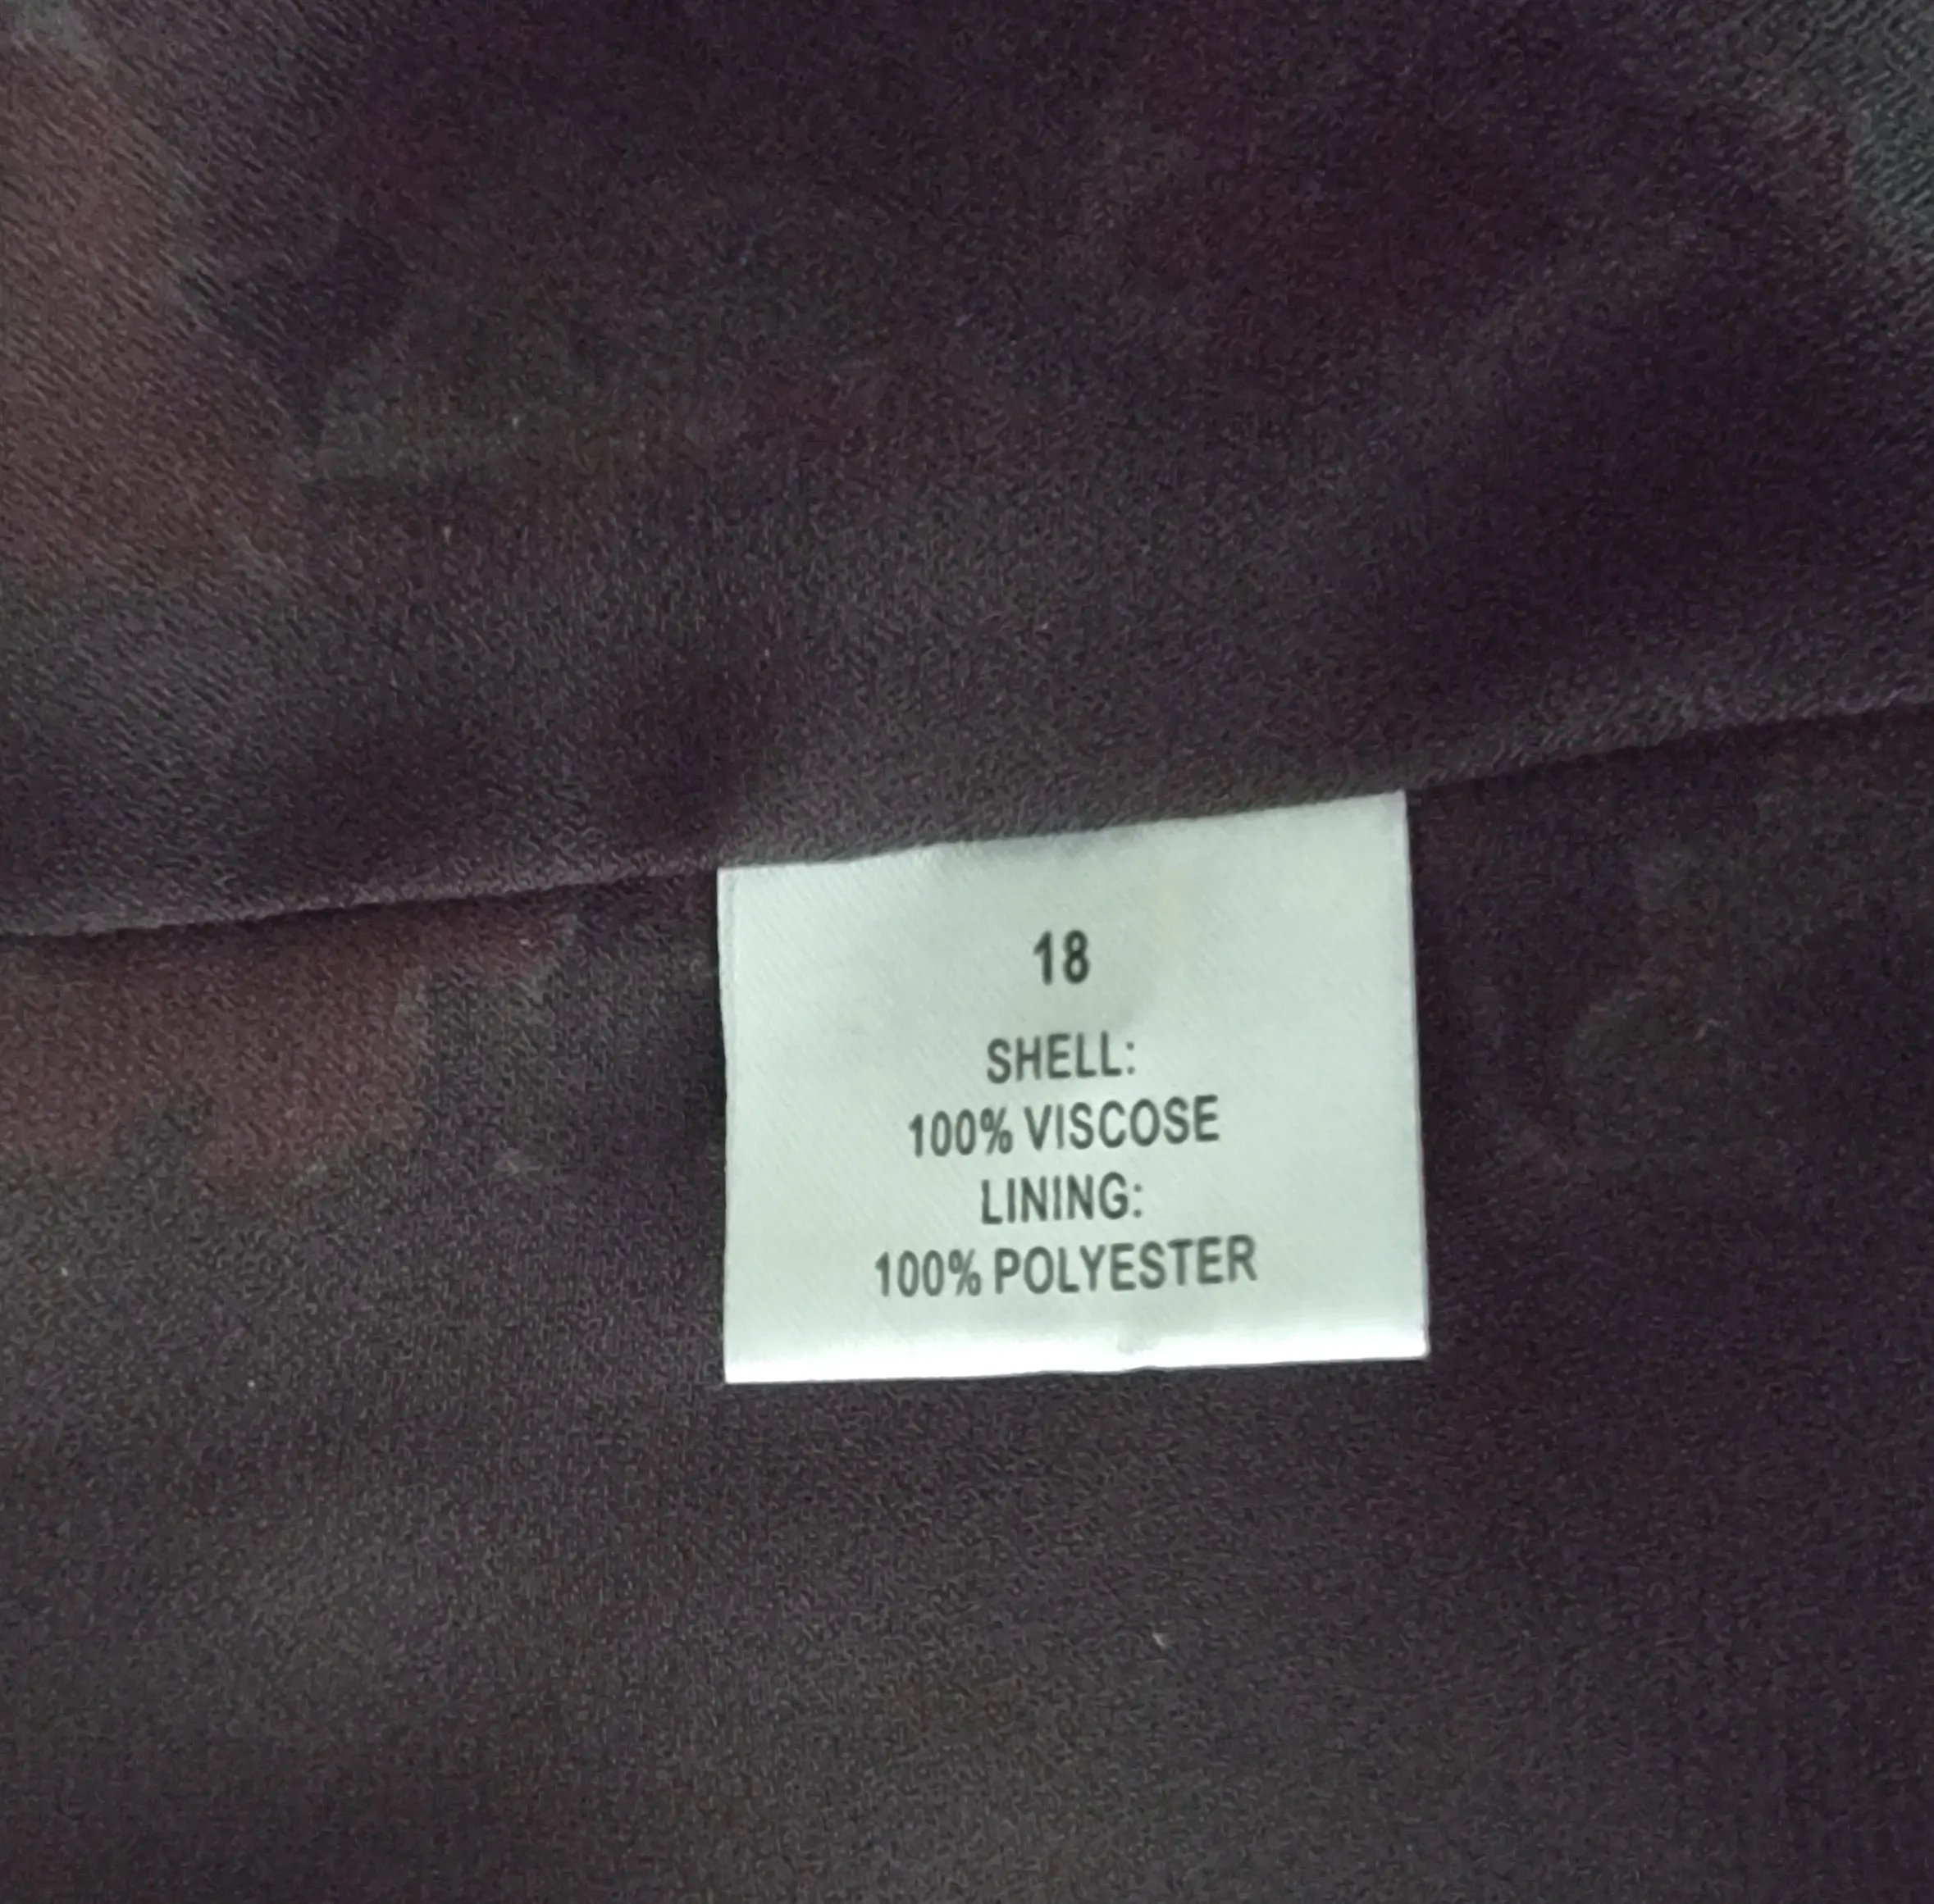 18
SHELL:
100% VISCOSE
LINING:
100% POLYESTER